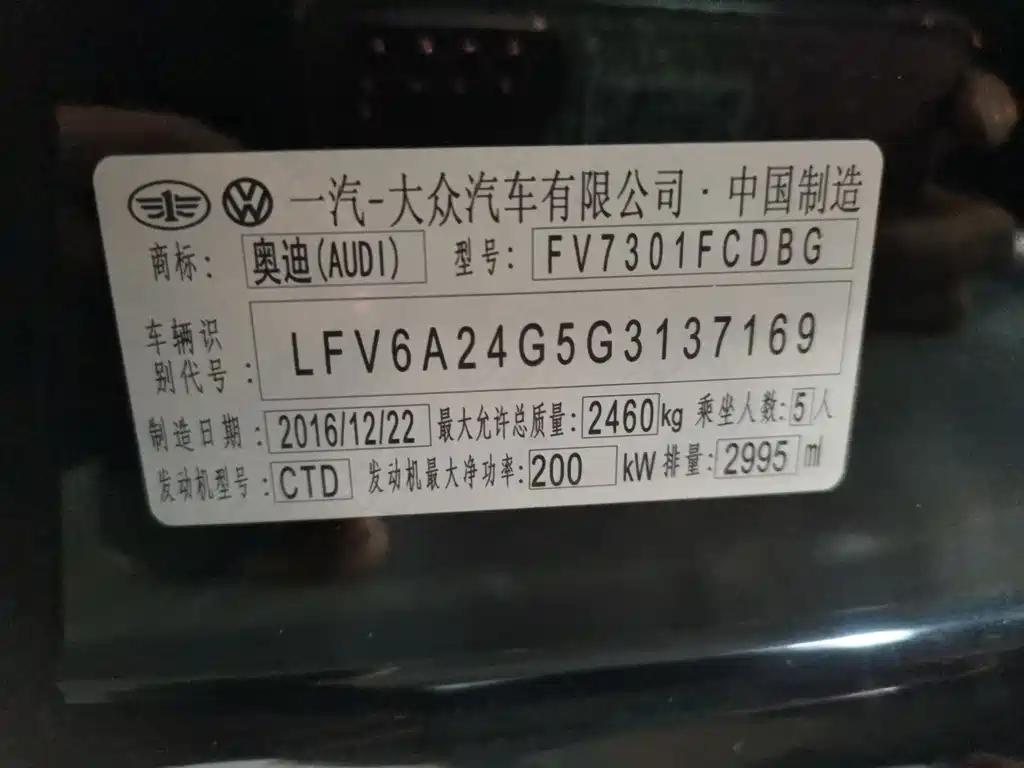 一汽-大众汽车有限公司·中国制造
商标: 奥迪(AUDI) 型号: FV7301FCDBG
车辆识别代号: LFV6A24G5G3137169
制造日期: 2016/12/22 最大允许总质量: 2460kg 乘坐人数: 5人
发动机型号: CTD 发动机最大净功率: 200 kW 排量: 2995 ml